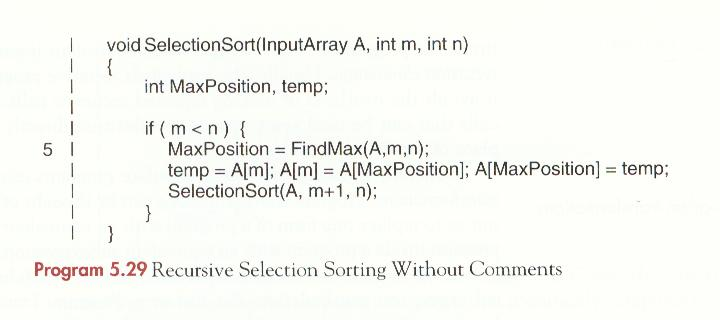 void SelectionSort(InputArray A, int m, int n)
{
int MaxPosition, temp;
if ( m < n ) {
5 MaxPosition = FindMax(A,m,n);
temp = A[m]; A[m] = A[MaxPosition]; A[MaxPosition] = temp;
SelectionSort(A, m+1, n);
}
}
Program 5.29 Recursive Selection Sorting Without Comments